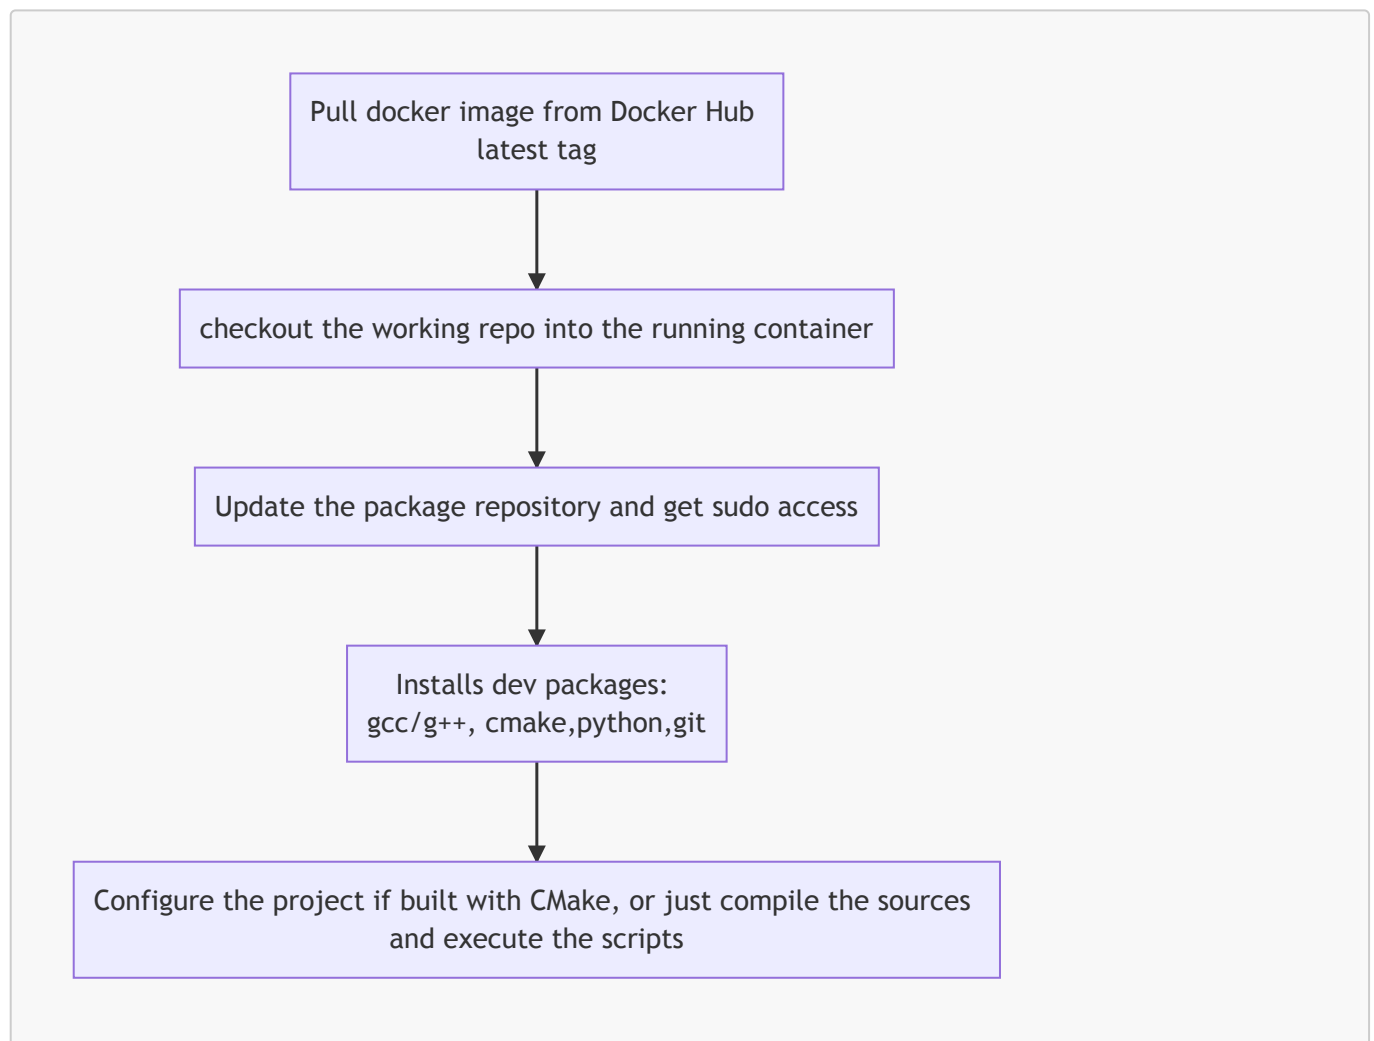 Pull docker image from Docker Hub
latest tag
checkout the working repo into the running container
Update the package repository and get sudo access
Installs dev packages:
gcc/g++, cmake,python,git
Configure the project if built with CMake, or just compile the sources
and execute the scripts